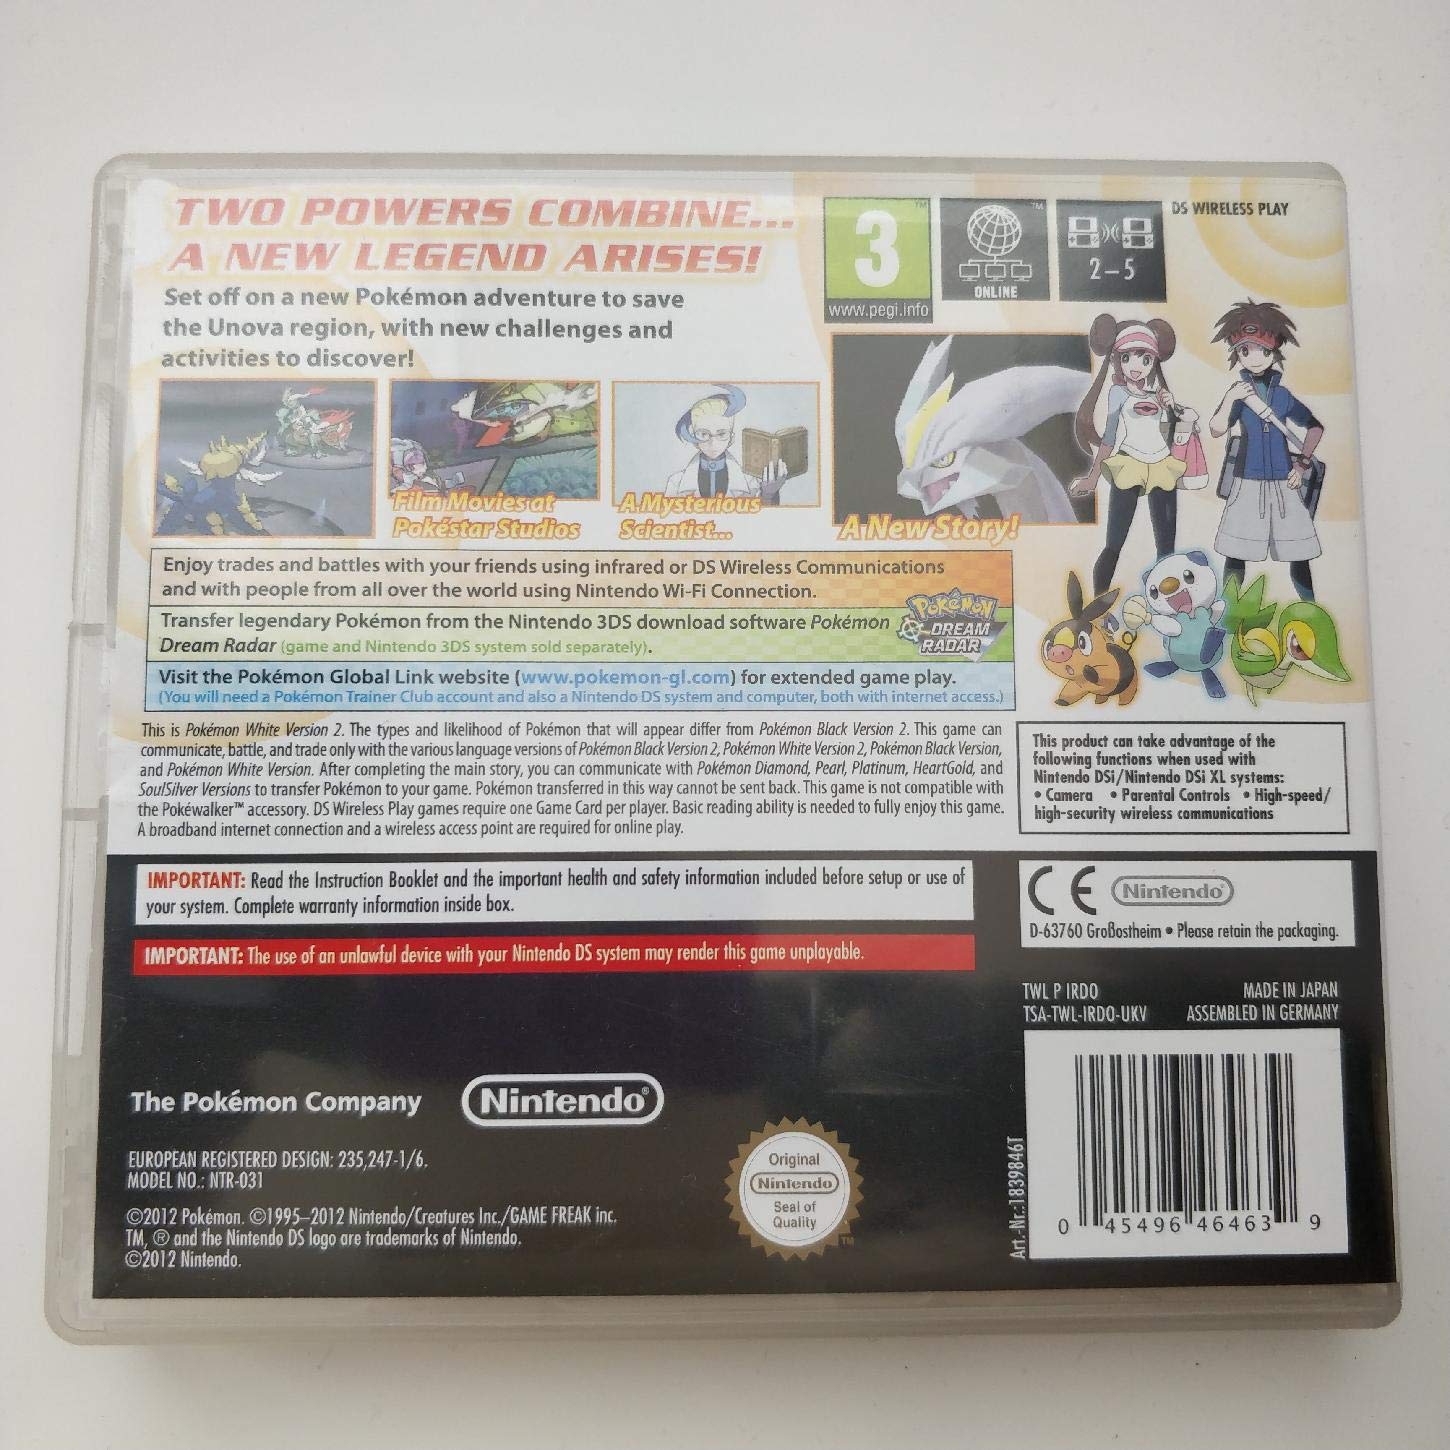 TWO POWERS COMBINE...
A NEW LEGEND ARISES!
Set off on a new Pokémon adventure to save
the Unova region, with new challenges and
activities to discover!
3
™
www.pegi.info
™
ONLINE
2–5
DS WIRELESS PLAY
Film Movies at
Pokéstar Studios
A Mysterious
Scientist...
A New Story!
Enjoy trades and battles with your friends using infrared or DS Wireless Communications
and with people from all over the world using Nintendo Wi-Fi Connection.
Transfer legendary Pokémon from the Nintendo 3DS download software Pokémon
Dream Radar (game and Nintendo 3DS system sold separately).
Pokémon
DREAM
RADAR
Visit the Pokémon Global Link website (www.pokemon-gl.com) for extended game play.
(You will need a Pokémon Trainer Club account and also a Nintendo DS system and computer, both with internet access.)
This is Pokémon White Version 2. The types and likelihood of Pokémon that will appear differ from Pokémon Black Version 2. This game can
communicate, battle, and trade only with the various language versions of Pokémon Black Version 2, Pokémon White Version 2, Pokémon Black Version,
and Pokémon White Version. After completing the main story, you can communicate with Pokémon Diamond, Pearl, Platinum, HeartGold, and
SoulSilver Versions to transfer Pokémon to your game. Pokémon transferred in this way cannot be sent back. This game is not compatible with
the Pokéwalker™ accessory. DS Wireless Play games require one Game Card per player. Basic reading ability is needed to fully enjoy this game.
A broadband internet connection and a wireless access point are required for online play.
This product can take advantage of the
following functions when used with
Nintendo DSi/Nintendo DSi XL systems:
• Camera • Parental Controls • High-speed/
high-security wireless communications
IMPORTANT: Read the Instruction Booklet and the important health and safety information included before setup or use of
your system. Complete warranty information inside box.
IMPORTANT: The use of an unlawful device with your Nintendo DS system may render this game unplayable.
CE Nintendo®
D-63760 Großostheim • Please retain the packaging.
TWL P IRDO MADE IN JAPAN
TSA-TWL-IRDO-UKV ASSEMBLED IN GERMANY
The Pokémon Company
Nintendo®
EUROPEAN REGISTERED DESIGN: 235,247-1/6.
MODEL NO.: NTR-031
©2012 Pokémon. ©1995–2012 Nintendo/Creatures Inc./GAME FREAK inc.
TM, ® and the Nintendo DS logo are trademarks of Nintendo.
©2012 Nintendo.
Original
Nintendo
Seal of
Quality
TM
Art.-Nr.:1839846T
0 45496 46463 9